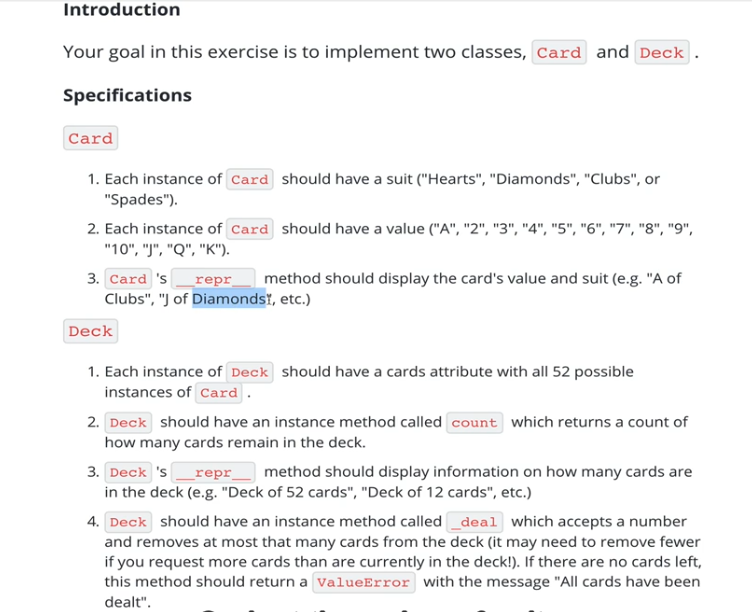 Introduction
Your goal in this exercise is to implement two classes, Card and Deck .
Specifications
Card
1. Each instance of Card should have a suit ("Hearts", "Diamonds", "Clubs", or
"Spades").
2. Each instance of Card should have a value ("A", "2", "3", "4", "5", "6", "7", "8", "9",
"10", "J", "Q", "K").
3. Card 's __repr__ method should display the card's value and suit (e.g. "A of
Clubs", "J of Diamonds", etc.)
Deck
1. Each instance of Deck should have a cards attribute with all 52 possible
instances of Card .
2. Deck should have an instance method called count which returns a count of
how many cards remain in the deck.
3. Deck 's __repr__ method should display information on how many cards are
in the deck (e.g. "Deck of 52 cards", "Deck of 12 cards", etc.)
4. Deck should have an instance method called _deal which accepts a number
and removes at most that many cards from the deck (it may need to remove fewer
if you request more cards than are currently in the deck!). If there are no cards left,
this method should return a ValueError with the message "All cards have been
dealt".